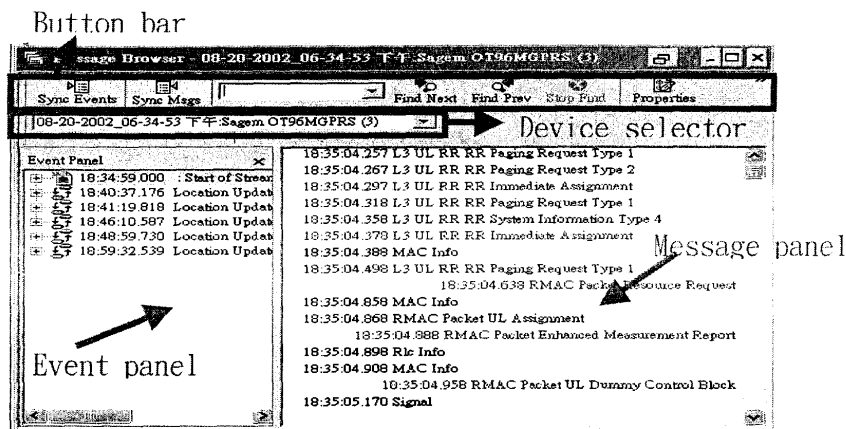 Button bar
ssage Browser - 08-20-2002_06-34-53 下午:Sagem OT96MGPRS (3)
Sync Events Sync Msgs Find Next Find Prev Stop Find Properties
08-20-2002_06-34-53 下午:Sagem OT96MGPRS (3)
Device selector
Event Panel
18:34:59.000 : Start of Stream
18:40:37.176 Location Updat
18:41:19.818 Location Updat
18:46:10.587 Location Updat
18:48:59.730 Location Updat
18:59:32.539 Location Updat
Event panel
18:35:04.257 L3 UL RR RR Paging Request Type 1
18:35:04.267 L3 UL RR RR Paging Request Type 2
18:35:04.297 L3 UL RR RR Immediate Assignment
18:35:04.318 L3 UL RR RR Paging Request Type 1
18:35:04.358 L3 UL RR RR System Information Type 4
18:35:04.378 L3 UL RR RR Immediate Assignment
18:35:04.388 MAC Info
18:35:04.498 L3 UL RR RR Paging Request Type 1
18:35:04.638 RMAC Packet Resource Request
18:35:04.858 MAC Info
18:35:04.868 RMAC Packet UL Assignment
18:35:04.888 RMAC Packet Enhanced Measurement Report
18:35:04.898 Rlc Info
18:35:04.908 MAC Info
18:35:04.958 RMAC Packet UL Dummy Control Block
18:35:05.170 Signal
Message panel